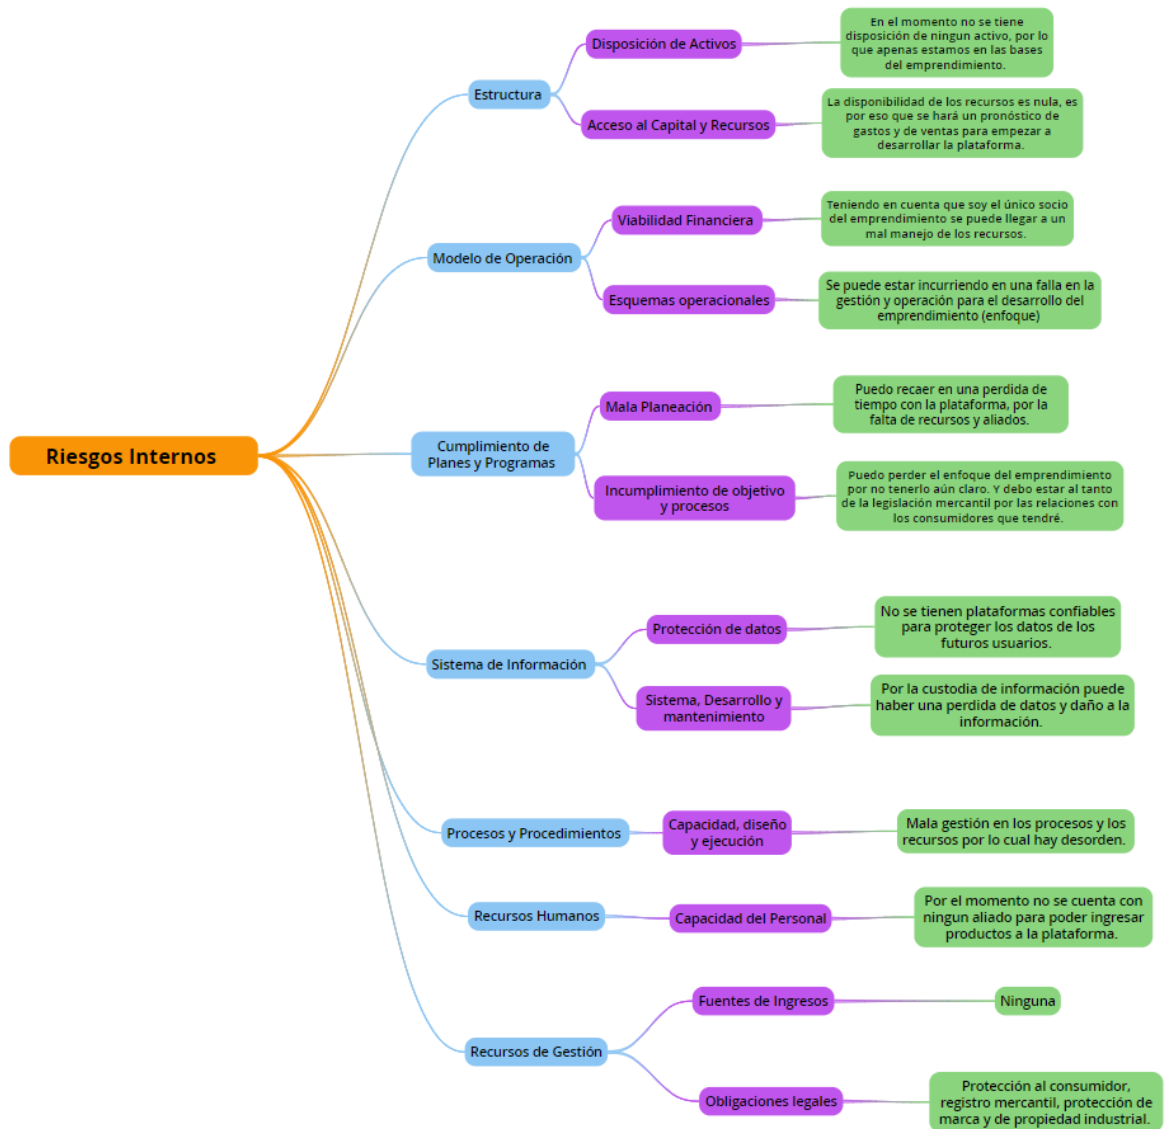 Riesgos Internos
Estructura
Disposición de Activos
En el momento no se tiene
disposición de ningun activo, por lo
que apenas estamos en las bases
del emprendimiento.
Acceso al Capital y Recursos
La disponibilidad de los recursos es nula, es
por eso que se hará un pronóstico de
gastos y de ventas para empezar a
desarrollar la plataforma.
Modelo de Operación
Viabilidad Financiera
Teniendo en cuenta que soy el único socio
del emprendimiento se puede llegar a un
mal manejo de los recursos.
Esquemas operacionales
Se puede estar incurriendo en una falla en la
gestión y operación para el desarrollo del
emprendimiento (enfoque)
Cumplimiento de
Planes y Programas
Mala Planeación
Puedo recaer en una perdida de
tiempo con la plataforma, por la
falta de recursos y aliados.
Incumplimiento de objetivo
y procesos
Puedo perder el enfoque del emprendimiento
por no tenerlo aún claro. Y debo estar al tanto
de la legislación mercantil por las relaciones con
los consumidores que tendré.
Sistema de Información
Protección de datos
No se tienen plataformas confiables
para proteger los datos de los
futuros usuarios.
Sistema, Desarrollo y
mantenimiento
Por la custodia de información puede
haber una perdida de datos y daño a la
información.
Procesos y Procedimientos
Capacidad, diseño
y ejecución
Mala gestión en los procesos y los
recursos por lo cual hay desorden.
Recursos Humanos
Capacidad del Personal
Por el momento no se cuenta con
ningun aliado para poder ingresar
productos a la plataforma.
Recursos de Gestión
Fuentes de Ingresos
Ninguna
Obligaciones legales
Protección al consumidor,
registro mercantil, protección de
marca y de propiedad industrial.